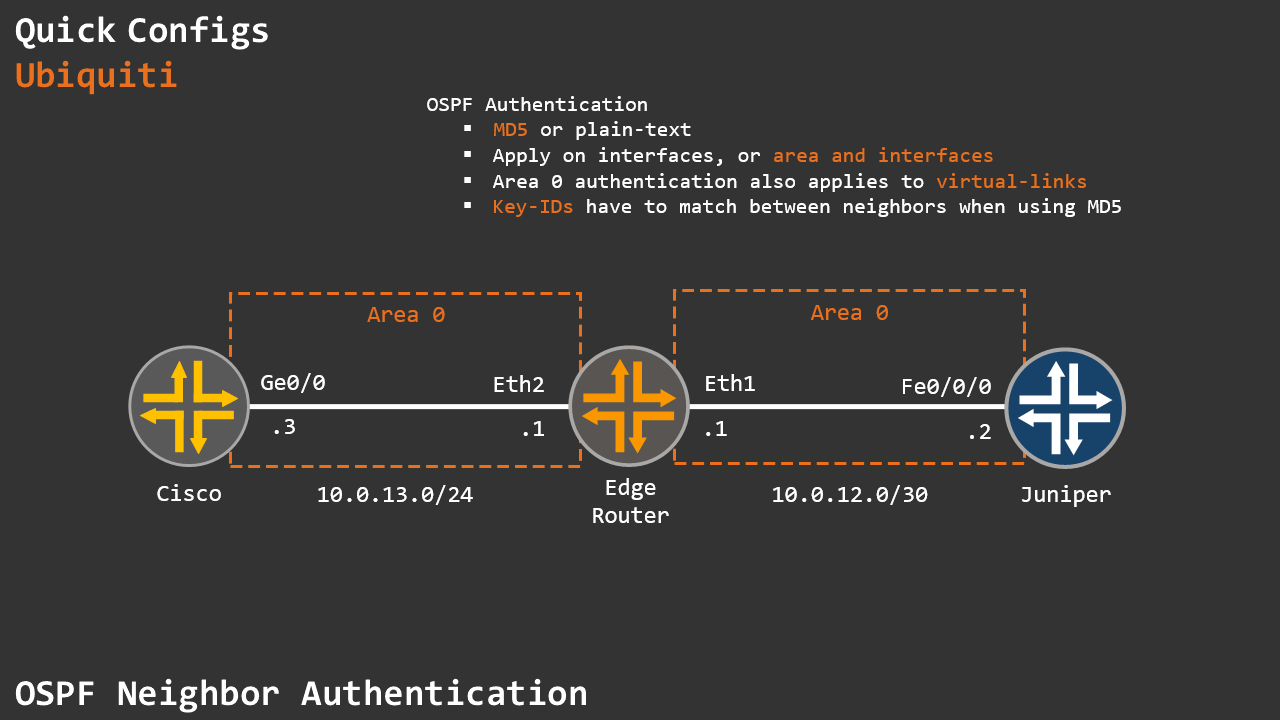 Quick Configs
Ubiquiti
OSPF Authentication
▪ MD5 or plain-text
▪ Apply on interfaces, or area and interfaces
▪ Area 0 authentication also applies to virtual-links
▪ Key-IDs have to match between neighbors when using MD5
Area 0
Area 0
Ge0/0
Eth2
Eth1
Fe0/0/0
.3
.1
.1
.2
Cisco
10.0.13.0/24
Edge
Router
10.0.12.0/30
Juniper
OSPF Neighbor Authentication